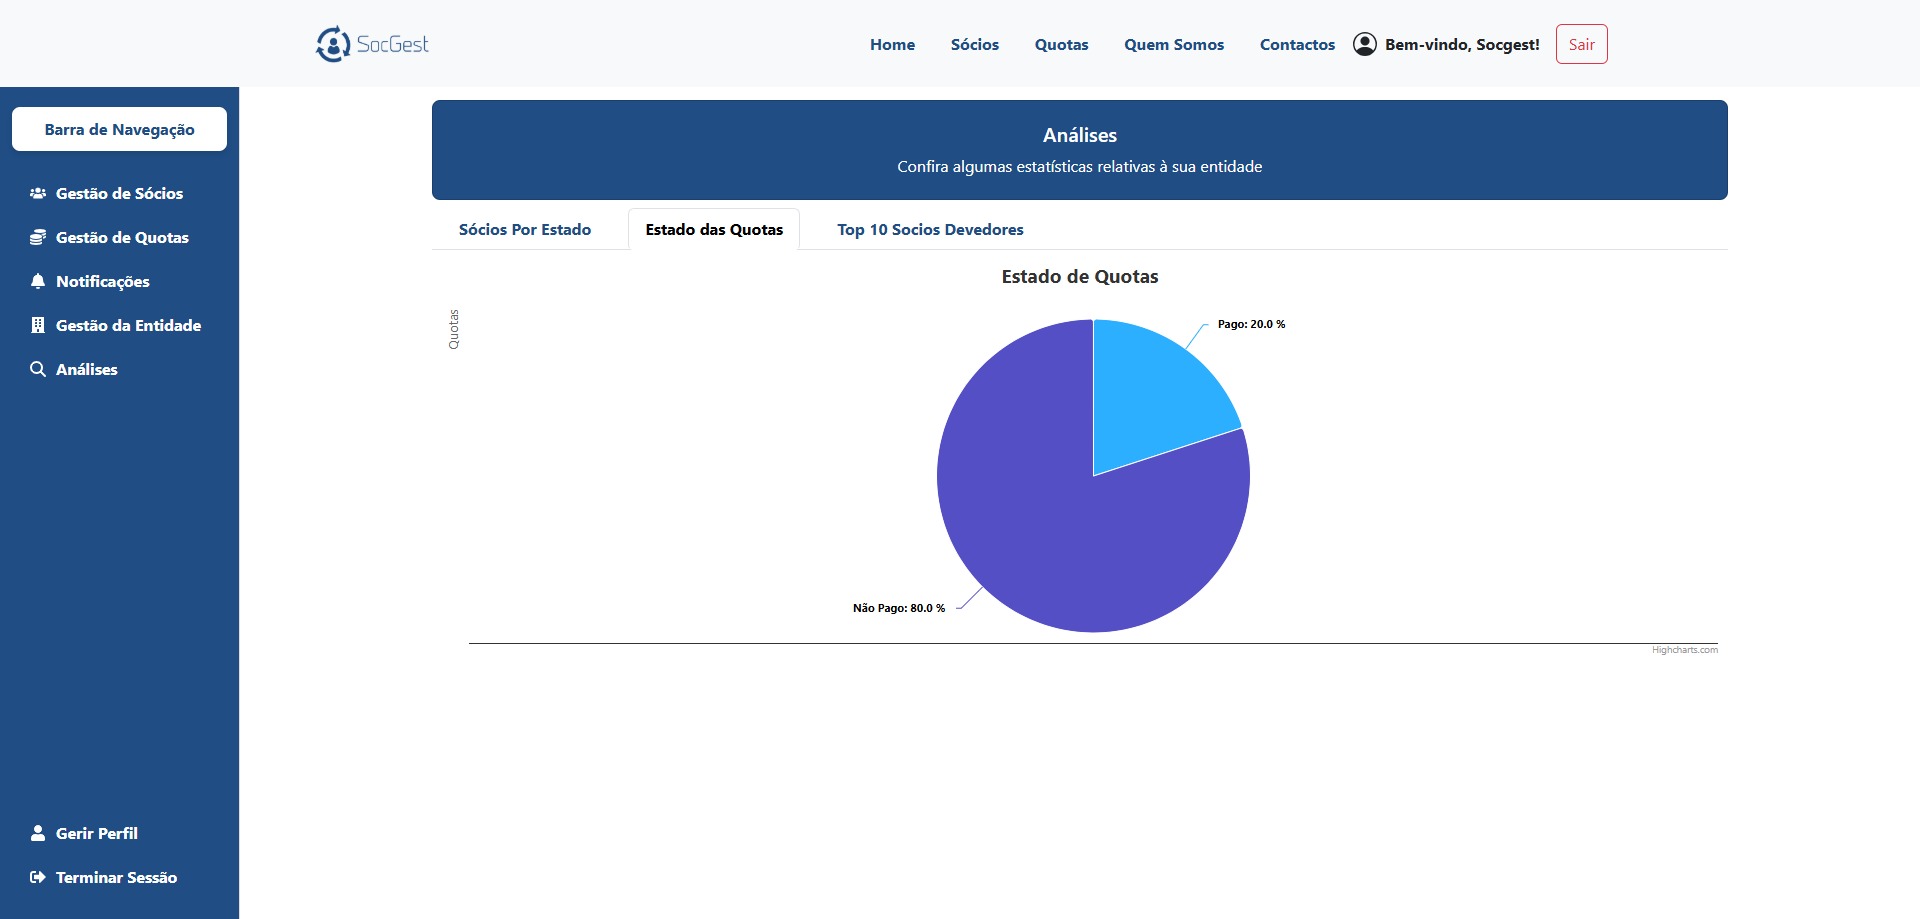 SocGest
Home
Sócios
Quotas
Quem Somos
Contactos
Bem-vindo, Socgest!
Sair
Barra de Navegação
Gestão de Sócios
Gestão de Quotas
Notificações
Gestão da Entidade
Análises
Gerir Perfil
Terminar Sessão
Análises
Confira algumas estatísticas relativas à sua entidade
Sócios Por Estado
Estado das Quotas
Top 10 Socios Devedores
Estado de Quotas
Quotas
Pago: 20.0 %
Não Pago: 80.0 %
Highcharts.com